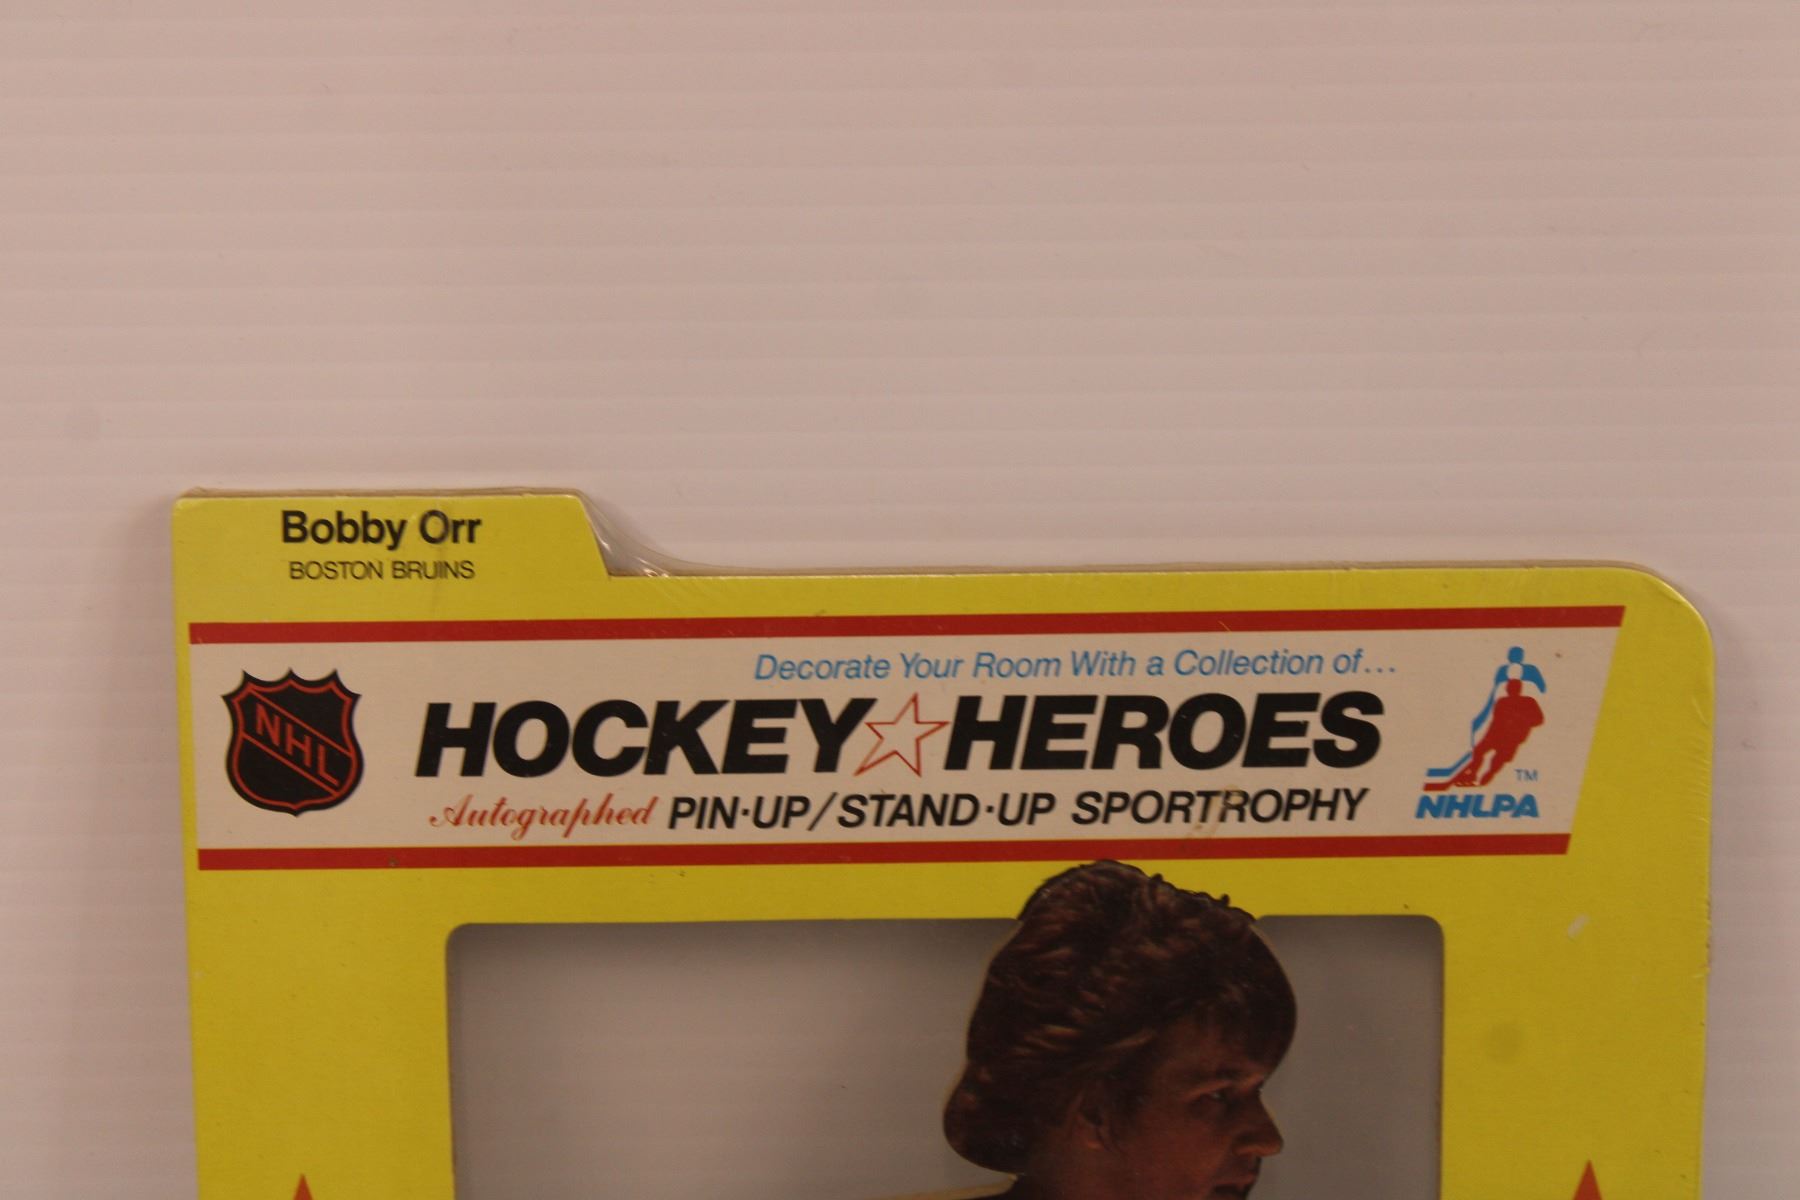 Bobby Orr
BOSTON BRUINS
Decorate Your Room With a Collection of...
NHL
HOCKEY☆HEROES
Autographed PIN·UP/STAND·UP SPORTROPHY
TM
NHLPA